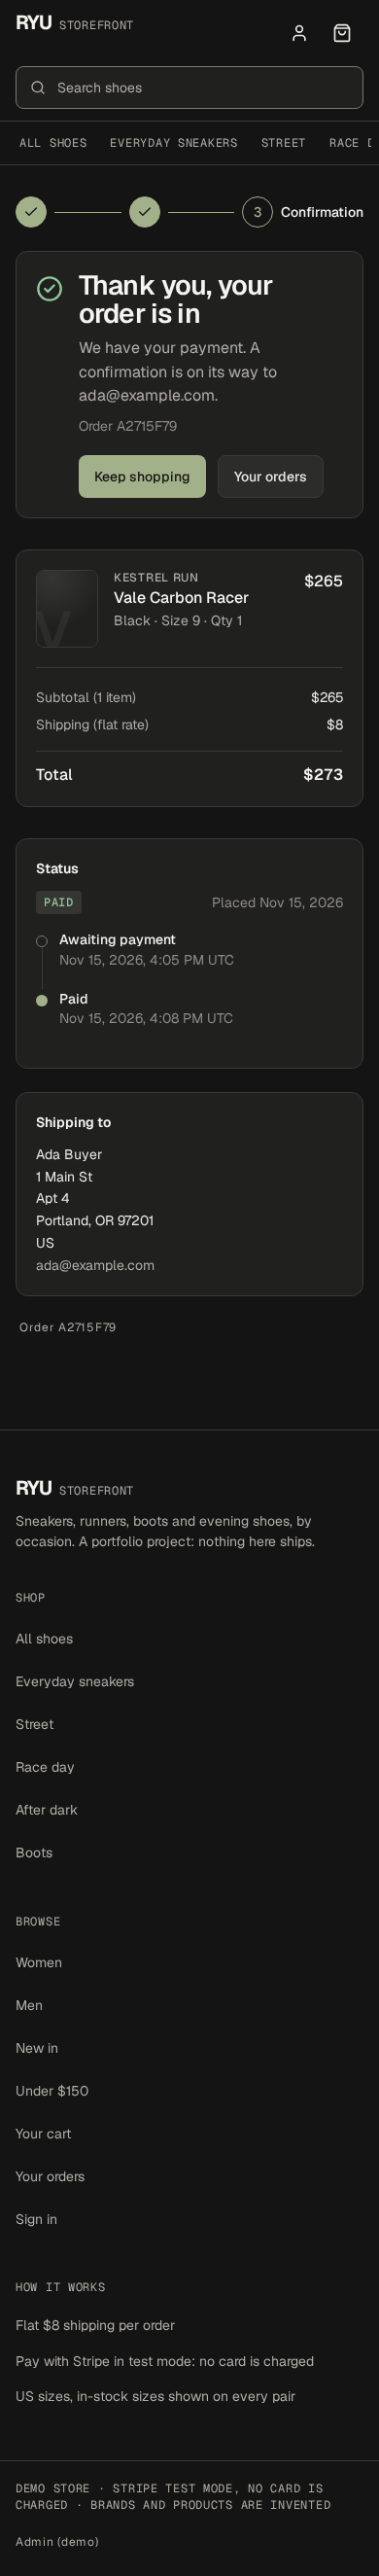 RYU STOREFRONT
Search shoes
ALL SHOES EVERYDAY SNEAKERS STREET RACE D
3 Confirmation
Thank you, your
order is in
We have your payment. A
confirmation is on its way to
ada@example.com.
Order A2715F79
Keep shopping Your orders
V
KESTREL RUN
Vale Carbon Racer
Black · Size 9 · Qty 1
$265
Subtotal (1 item) $265
Shipping (flat rate) $8
Total $273
Status
PAID Placed Nov 15, 2026
Awaiting payment
Nov 15, 2026, 4:05 PM UTC
Paid
Nov 15, 2026, 4:08 PM UTC
Shipping to
Ada Buyer
1 Main St
Apt 4
Portland, OR 97201
US
ada@example.com
Order A2715F79
RYU STOREFRONT
Sneakers, runners, boots and evening shoes, by
occasion. A portfolio project: nothing here ships.
SHOP
All shoes
Everyday sneakers
Street
Race day
After dark
Boots
BROWSE
Women
Men
New in
Under $150
Your cart
Your orders
Sign in
HOW IT WORKS
Flat $8 shipping per order
Pay with Stripe in test mode: no card is charged
US sizes, in-stock sizes shown on every pair
DEMO STORE · STRIPE TEST MODE, NO CARD IS
CHARGED · BRANDS AND PRODUCTS ARE INVENTED
Admin (demo)